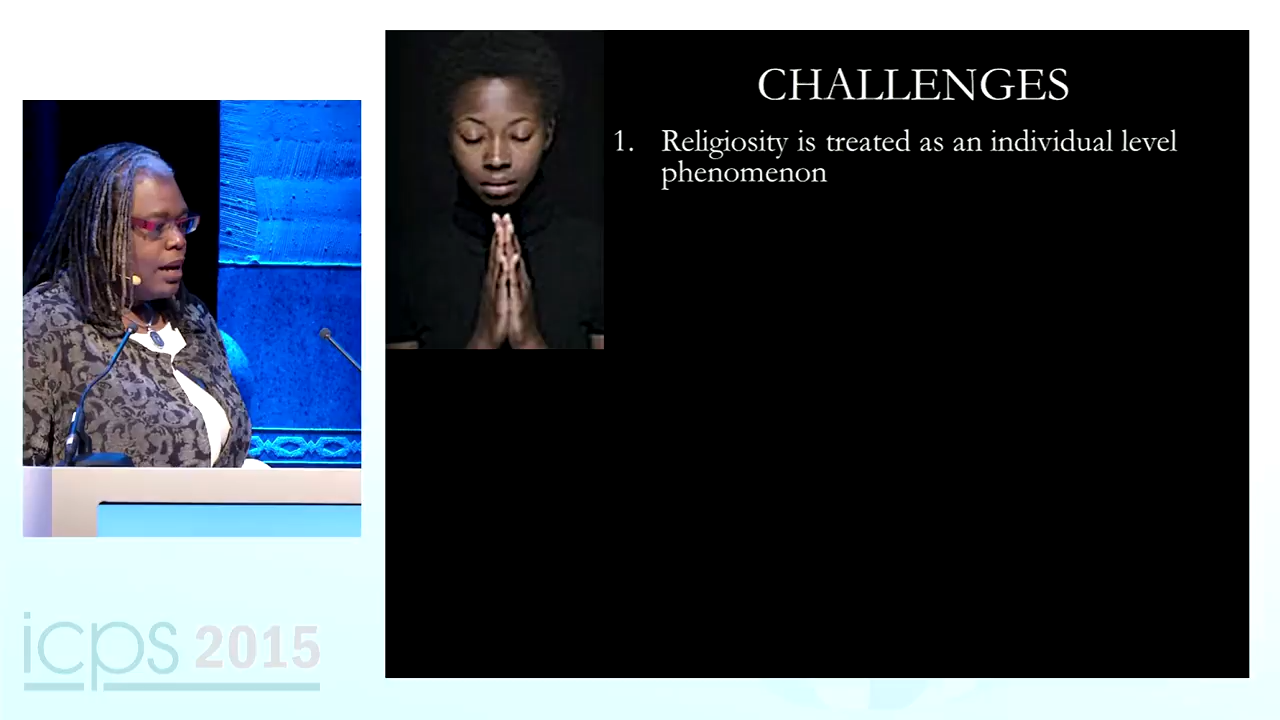 CHALLENGES
1. Religiosity is treated as an individual level
phenomenon
icps 2015